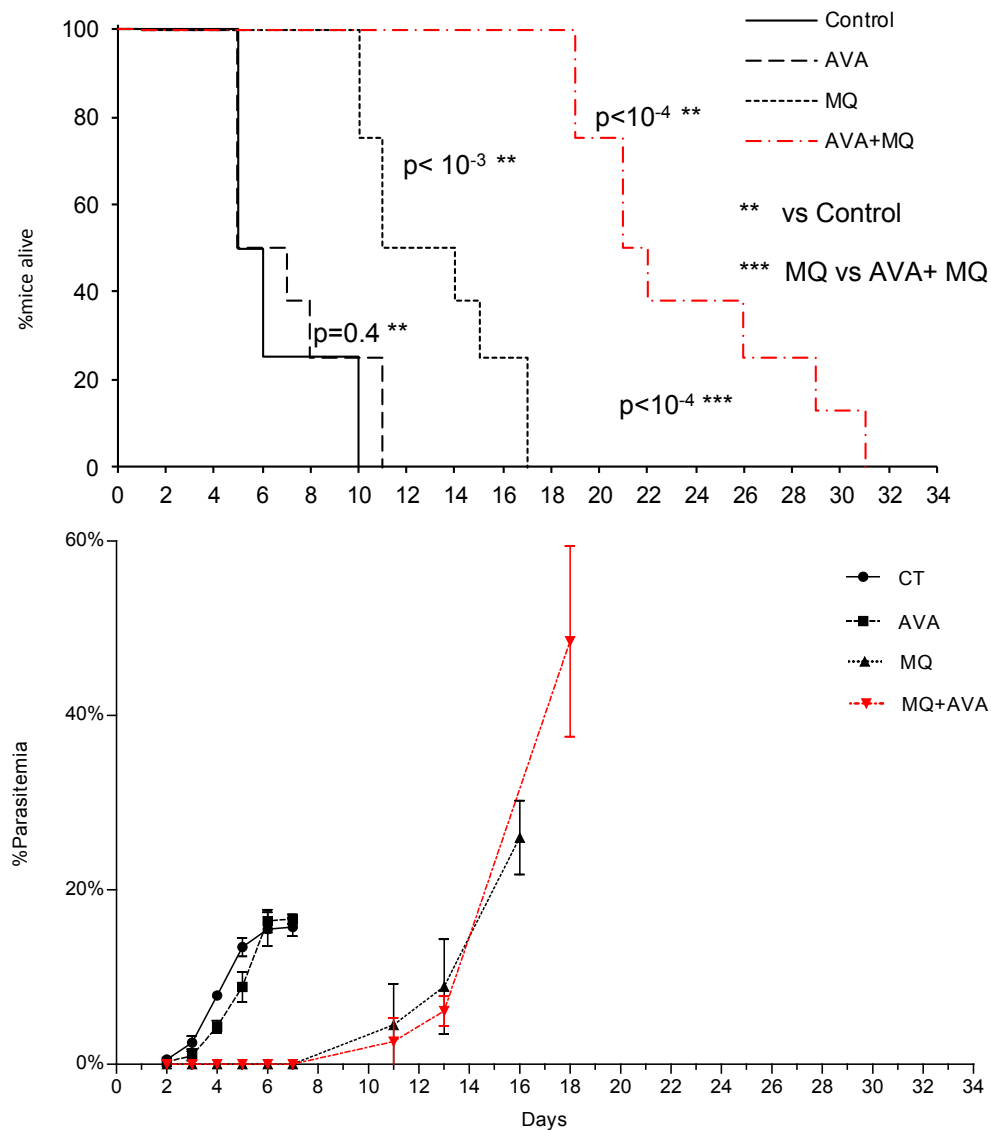 Control
AVA
MQ
AVA+MQ
** vs Control
*** MQ vs AVA+ MQ
p<10⁻⁴ **
p< 10⁻³ **
p=0.4 **
p<10⁻⁴ ***
%mice alive
100
80
60
40
20
0
0 2 4 6 8 10 12 14 16 18 20 22 24 26 28 30 32 34
CT
AVA
MQ
MQ+AVA
%Parasitemia
60%
40%
20%
0%
0 2 4 6 8 10 12 14 16 18 20 22 24 26 28 30 32 34
Days